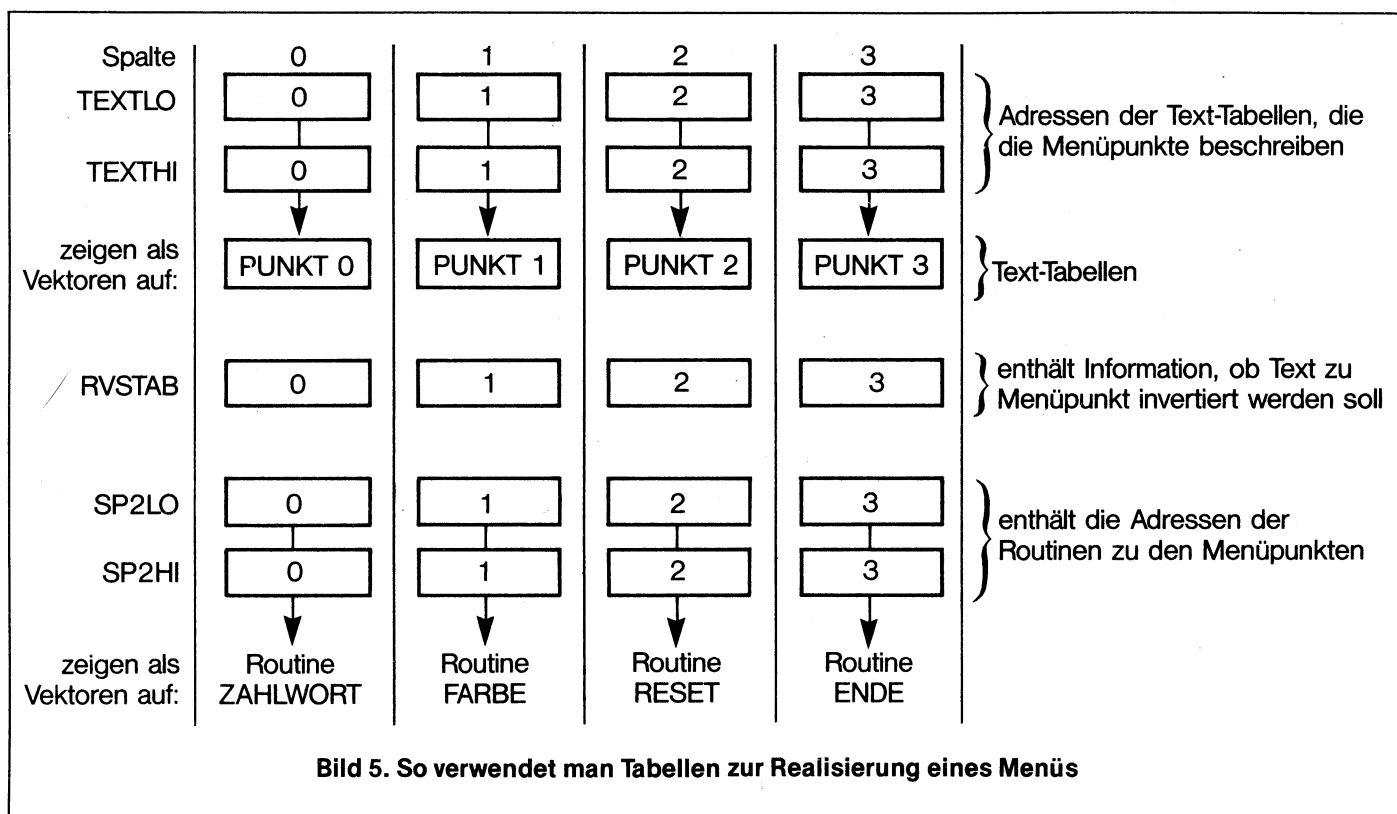 Spalte 0 1 2 3
TEXTLO 0 1 2 3
TEXTHI 0 1 2 3
Adressen der Text-Tabellen, die
die Menüpunkte beschreiben
zeigen als
Vektoren auf: PUNKT 0 PUNKT 1 PUNKT 2 PUNKT 3
Text-Tabellen
RVSTAB 0 1 2 3
enthält Information, ob Text zu
Menüpunkt invertiert werden soll
SP2LO 0 1 2 3
SP2HI 0 1 2 3
enthält die Adressen der
Routinen zu den Menüpunkten
zeigen als Routine Routine Routine Routine
Vektoren auf: ZAHLWORT FARBE RESET ENDE
Bild 5. So verwendet man Tabellen zur Realisierung eines Menüs